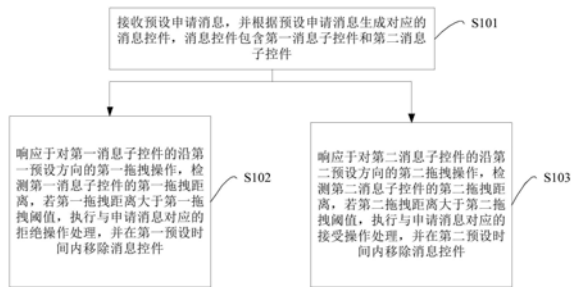 接收预设申请消息，并根据预设申请消息生成对应的
消息控件，消息控件包含第一消息子控件和第二消息
子控件
S101
响应于对第一消息子控件的沿第
一预设方向的第一拖拽操作，检
测第一消息子控件的第一拖拽距
离，若第一拖拽距离大于第一拖
拽阈值，执行与申请消息对应的
拒绝操作处理，并在第一预设时
间内移除消息控件
S102
响应于对第二消息子控件的沿第
二预设方向的第二拖拽操作，检
测第二消息子控件的第二拖拽距
离，若第二拖拽距离大于第二拖
拽阈值，执行与申请消息对应的
接受操作处理，并在第二预设时
间内移除消息控件
S103